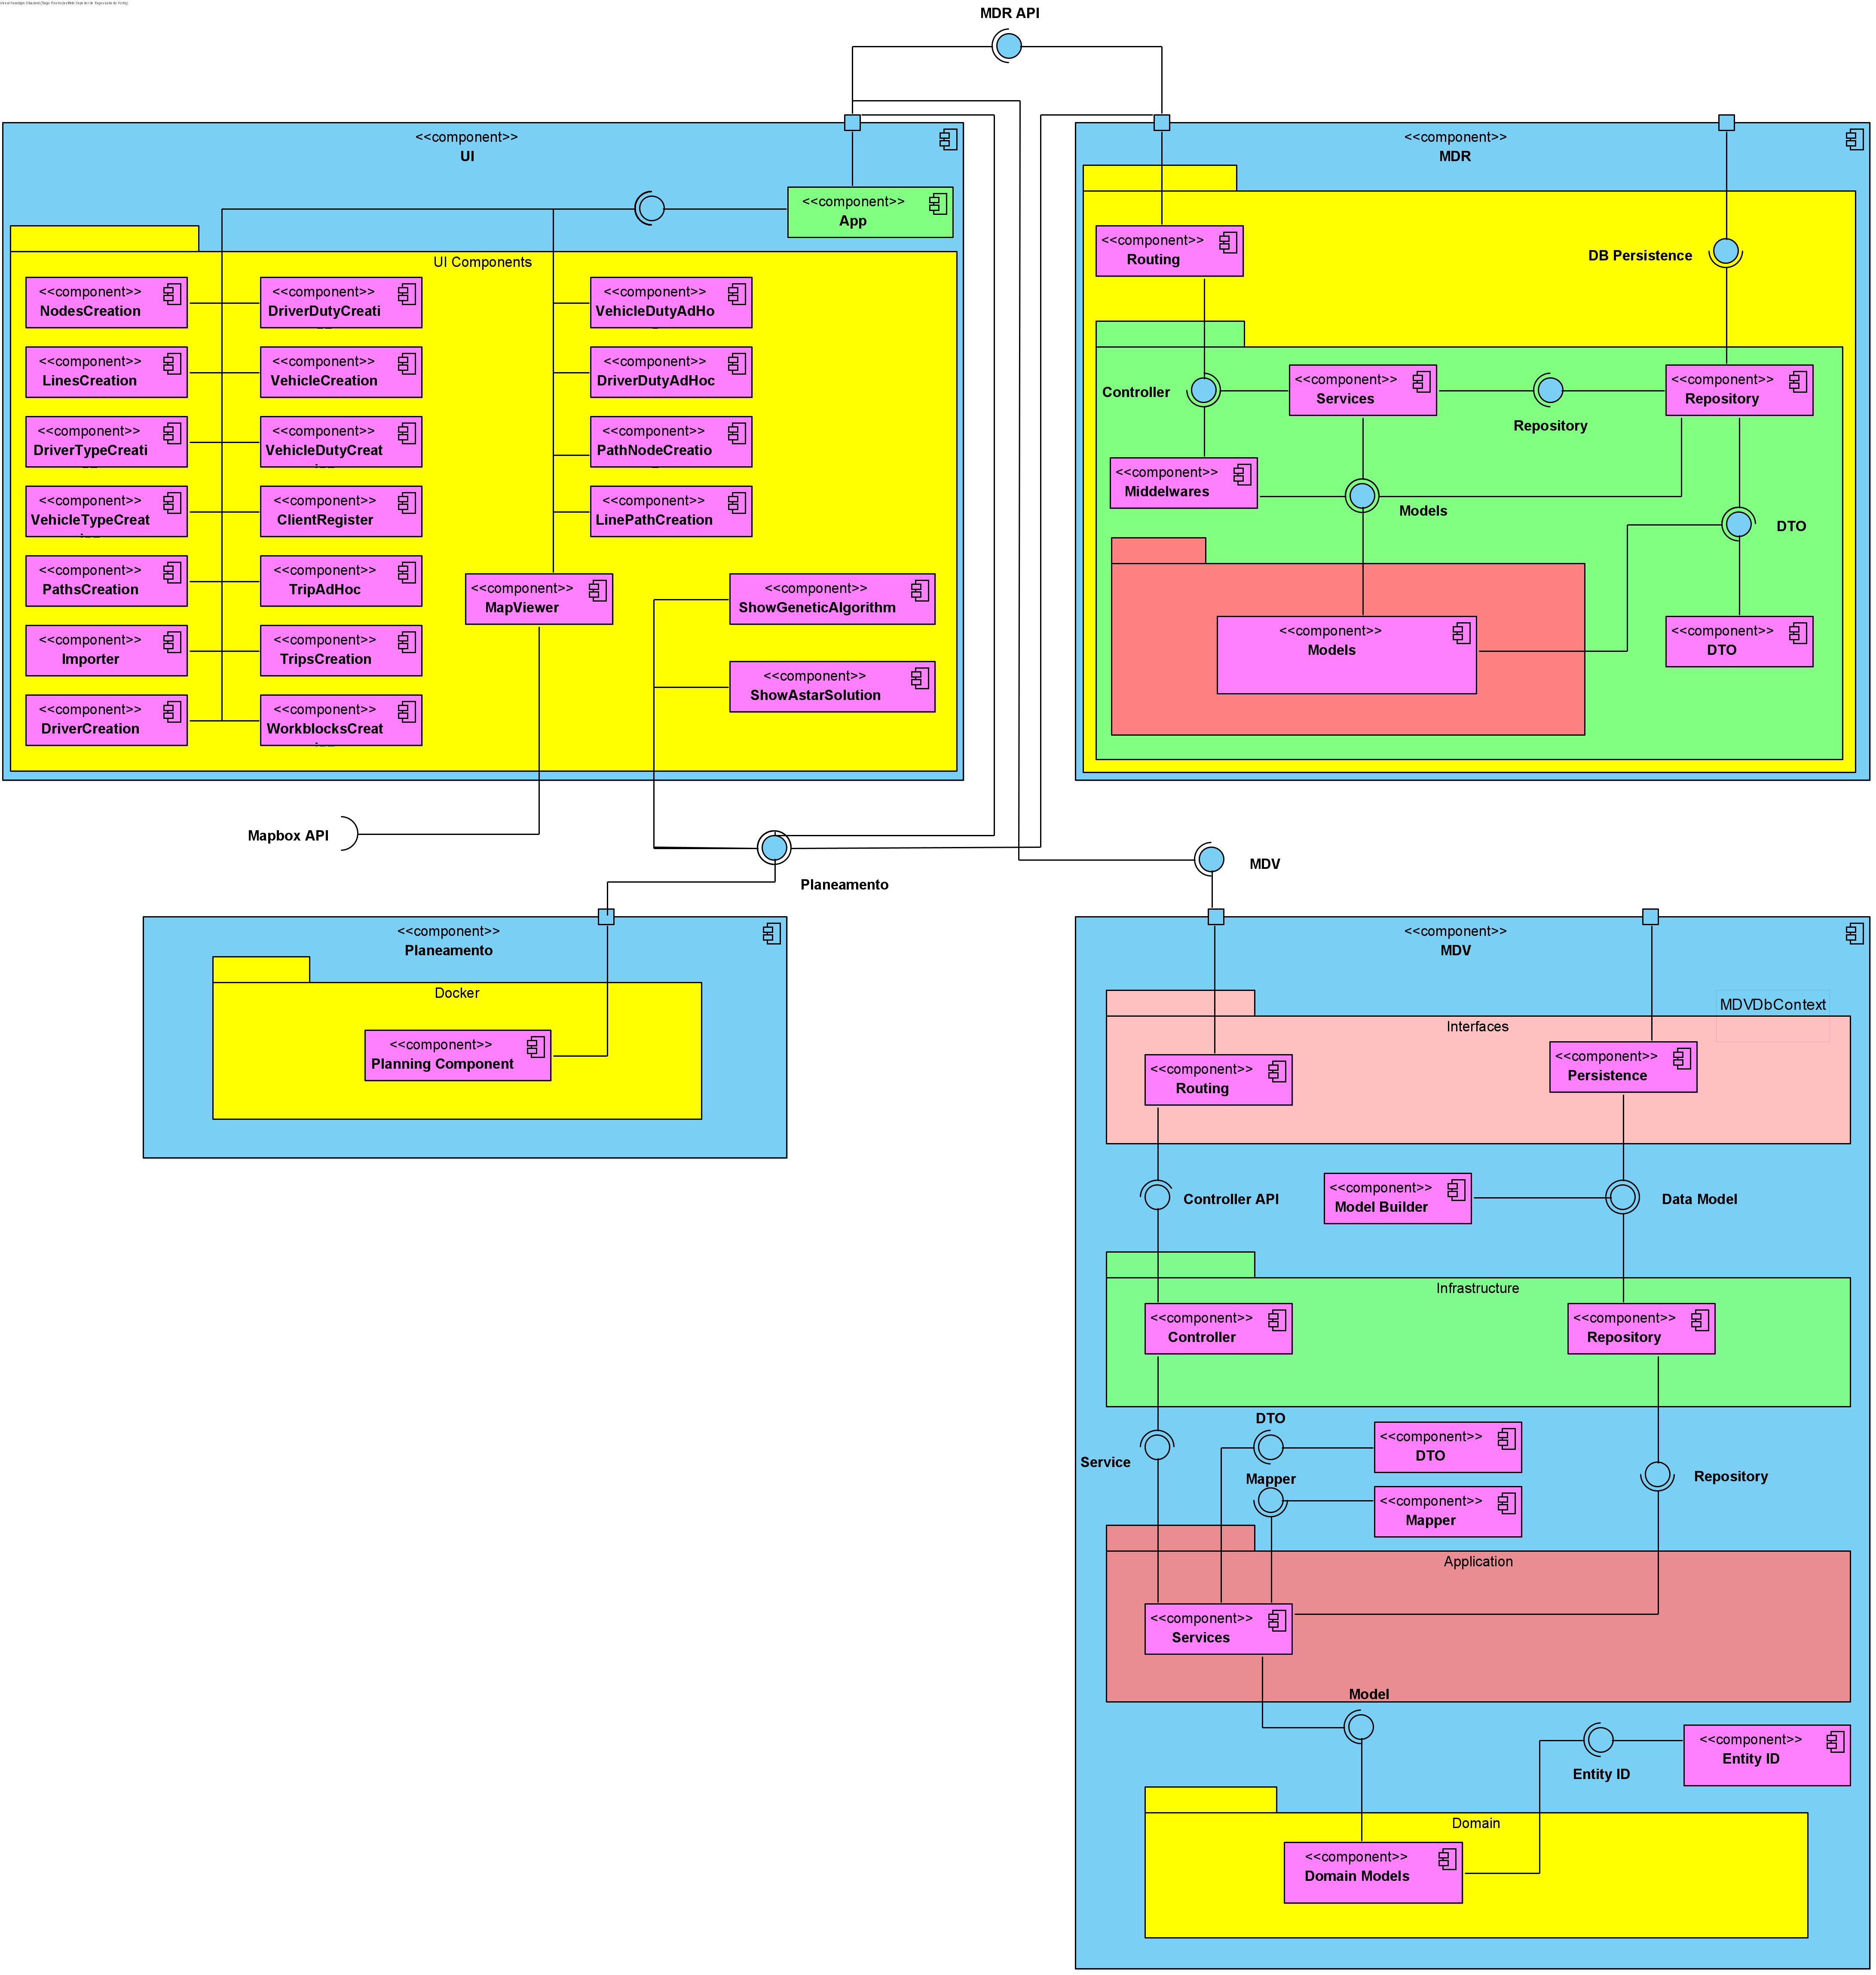 MDR API
<<component>>
UI
<<component>>
App
UI Components
<<component>>
NodesCreation
<<component>>
DriverDutyCreati
<<component>>
VehicleDutyAdHo
<<component>>
LinesCreation
<<component>>
VehicleCreation
<<component>>
DriverDutyAdHoc
<<component>>
DriverTypeCreati
<<component>>
VehicleDutyCreat
<<component>>
PathNodeCreatio
<<component>>
VehicleTypeCreat
<<component>>
ClientRegister
<<component>>
LinePathCreation
<<component>>
PathsCreation
<<component>>
TripAdHoc
<<component>>
MapViewer
<<component>>
ShowGeneticAlgorithm
<<component>>
Importer
<<component>>
TripsCreation
<<component>>
ShowAstarSolution
<<component>>
DriverCreation
<<component>>
WorkblocksCreat
<<component>>
MDR
<<component>>
Routing
DB Persistence
Controller
<<component>>
Services
Repository
<<component>>
Repository
<<component>>
Middelwares
Models
DTO
<<component>>
Models
<<component>>
DTO
Mapbox API
Planeamento
MDV
<<component>>
Planeamento
Docker
<<component>>
Planning Component
<<component>>
MDV
MDVDbContext
Interfaces
<<component>>
Routing
<<component>>
Persistence
Controller API
<<component>>
Model Builder
Data Model
Infrastructure
<<component>>
Controller
<<component>>
Repository
DTO
<<component>>
DTO
Service
Mapper
Repository
<<component>>
Mapper
Application
<<component>>
Services
Model
<<component>>
Entity ID
Entity ID
Domain
<<component>>
Domain Models